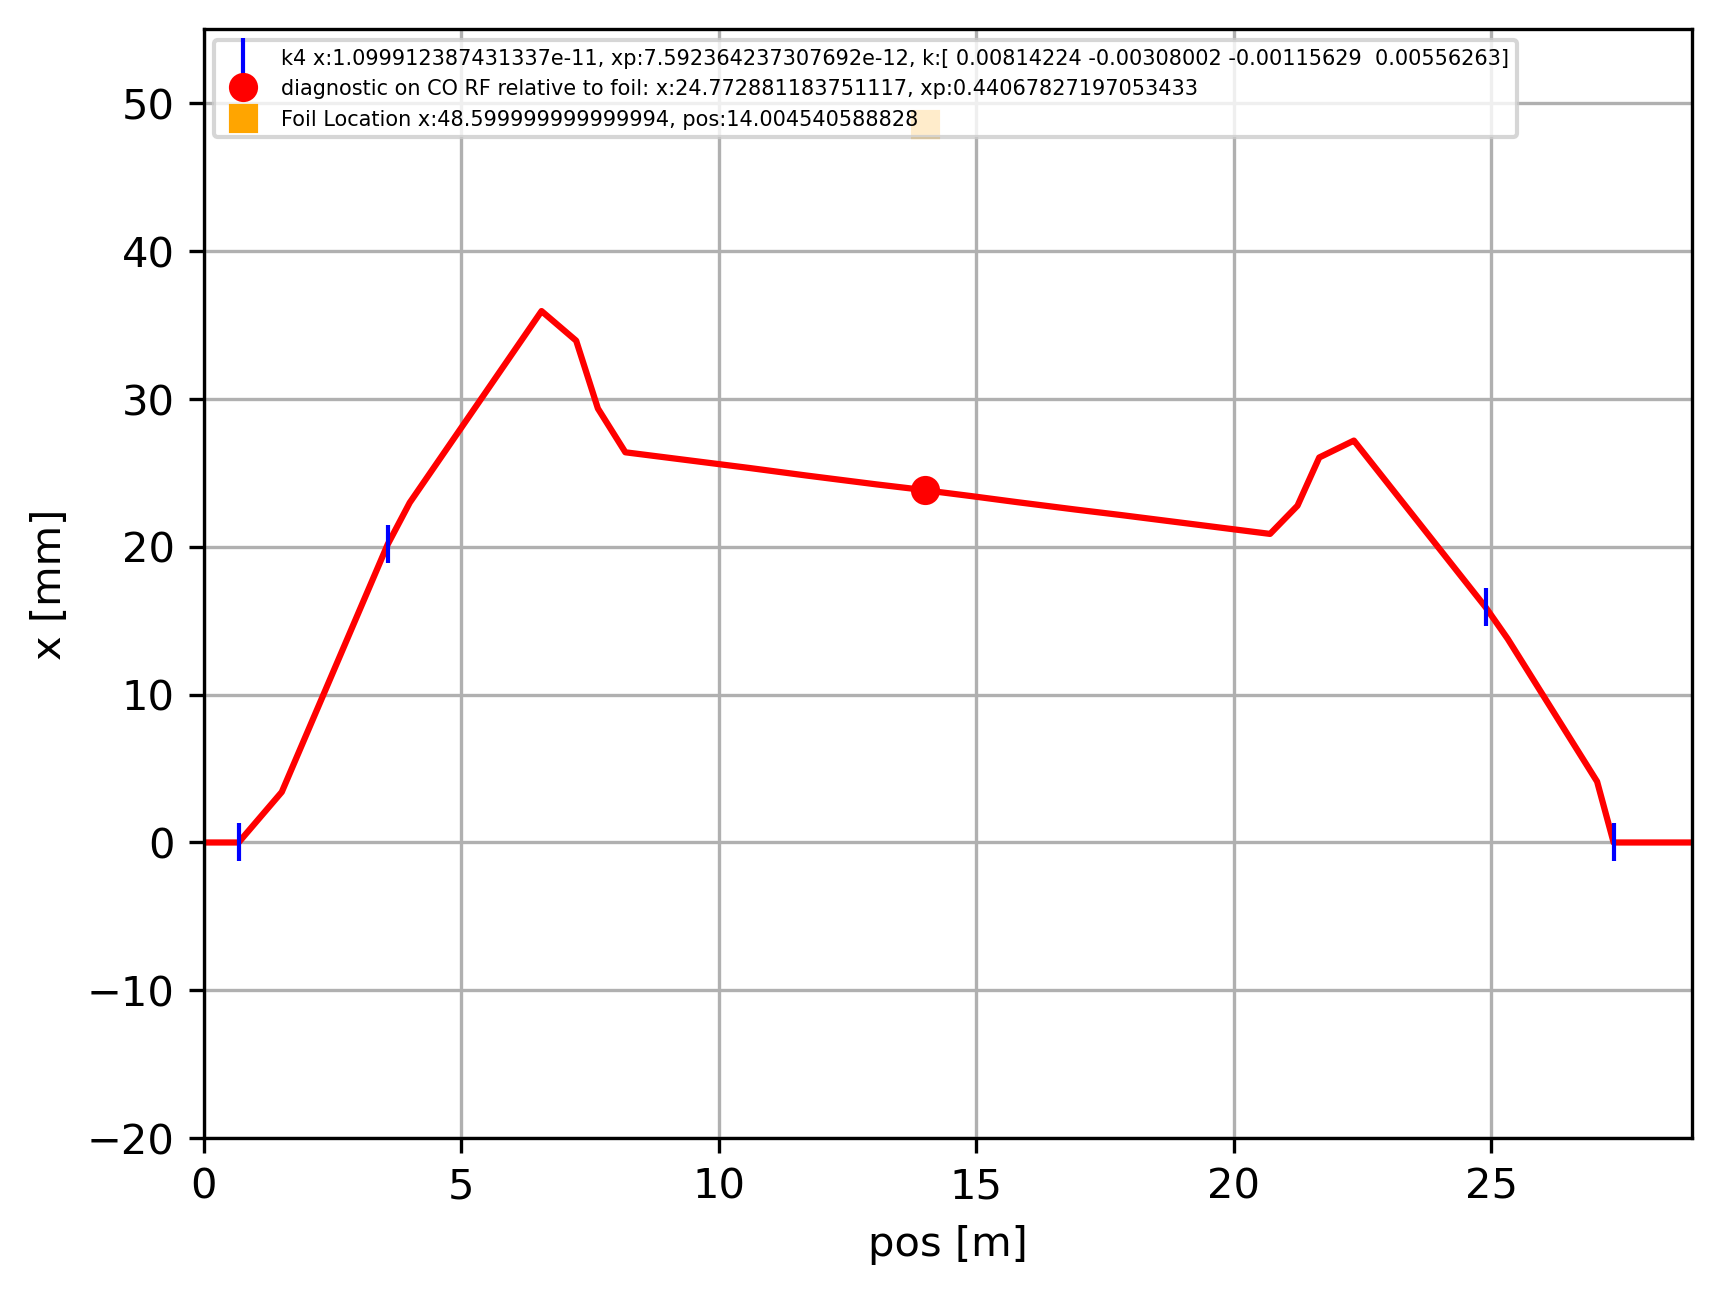 k4 x:1.099912387431337e-11, xp:7.592364237307692e-12, k:[ 0.00814224 -0.00308002 -0.00115629  0.00556263]
diagnostic on CO RF relative to foil: x:24.772881183751117, xp:0.44067827197053433
Foil Location x:48.599999999999994, pos:14.004540588828
50
40
30
20
10
0
−10
−20
x [mm]
0 5 10 15 20 25
pos [m]